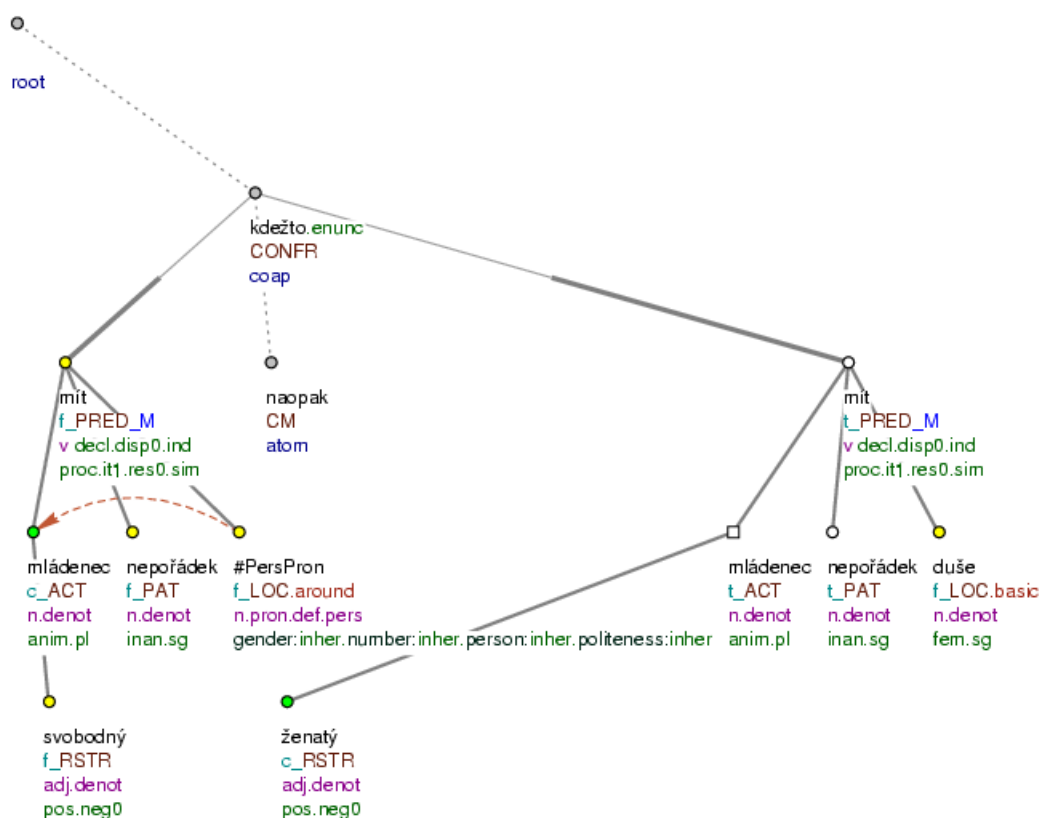 root
kdežto.enunc
CONFR
coap
mít
f_PRED_M
v decl.disp0.ind
proc.it1.res0.sim
naopak
CM
atom
mít
t_PRED_M
v decl.disp0.ind
proc.it1.res0.sim
mládenec
c_ACT
n.denot
anim.pl
nepořádek
f_PAT
n.denot
inan.sg
#PersPron
f_LOC.around
n.pron.def.pers
gender:inher.number:inher.person:inher.politeness:inher
mládenec
t_ACT
n.denot
anim.pl
nepořádek
t_PAT
n.denot
inan.sg
duše
f_LOC.basic
n.denot
fem.sg
svobodný
f_RSTR
adj.denot
pos.neg0
ženatý
c_RSTR
adj.denot
pos.neg0